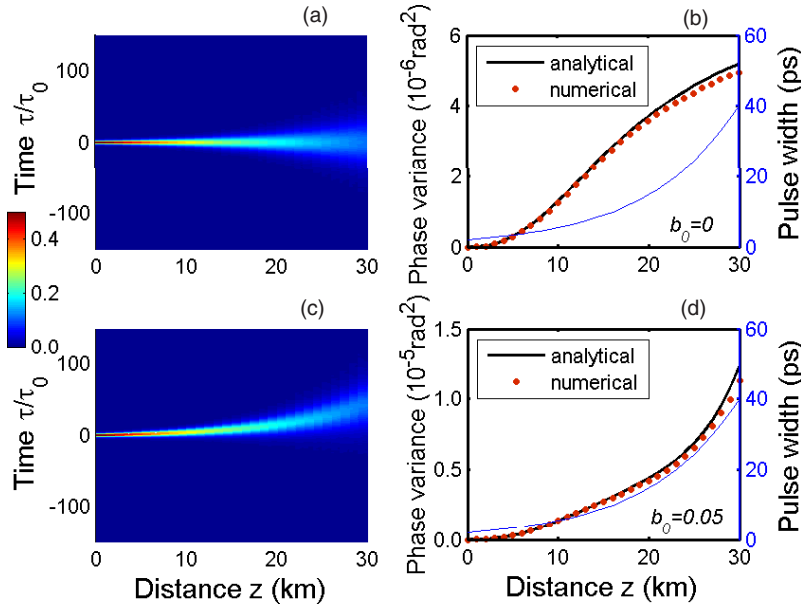 (a)
Time τ/τ0
100
0
-100
0 10 20 30
0.4
0.2
0.0
(b)
Phase variance (10-6rad2)
6
4
2
0
analytical
numerical
b0=0
60
40
20
0
Pulse width (ps)
0 10 20 30
(c)
Time τ/τ0
100
0
-100
0 10 20 30
Distance z (km)
(d)
Phase variance (10-5rad2)
1.5
1.0
0.5
0.0
analytical
numerical
b0=0.05
60
40
20
0
Pulse width (ps)
0 10 20 30
Distance z (km)